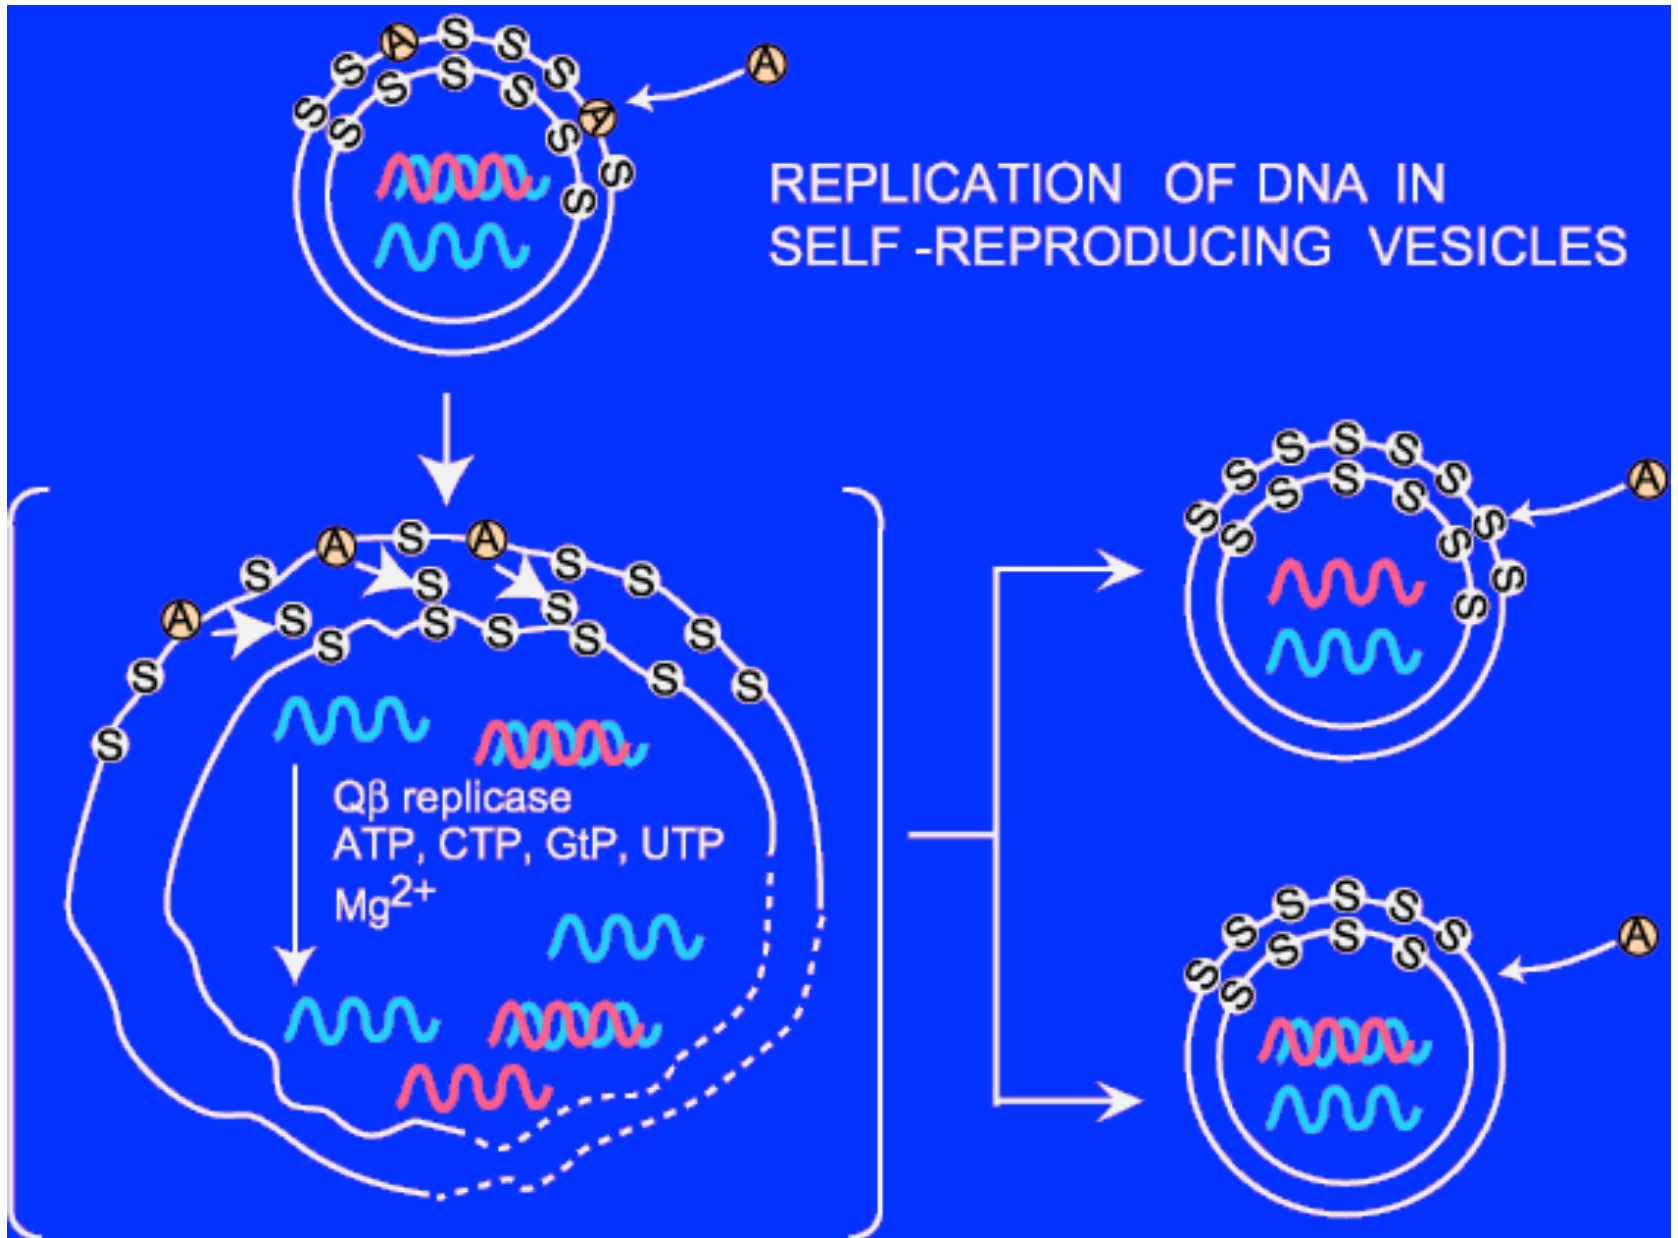 S S A S S S A S
S S S S S S
A
REPLICATION OF DNA IN
SELF -REPRODUCING VESICLES
S S A S A S A S S S S
S S S
S S S S S
Qβ replicase
ATP, CTP, GtP, UTP
Mg2+
S S S S S S S S
S S S S S S
A
S S S S S S
S S S S
A